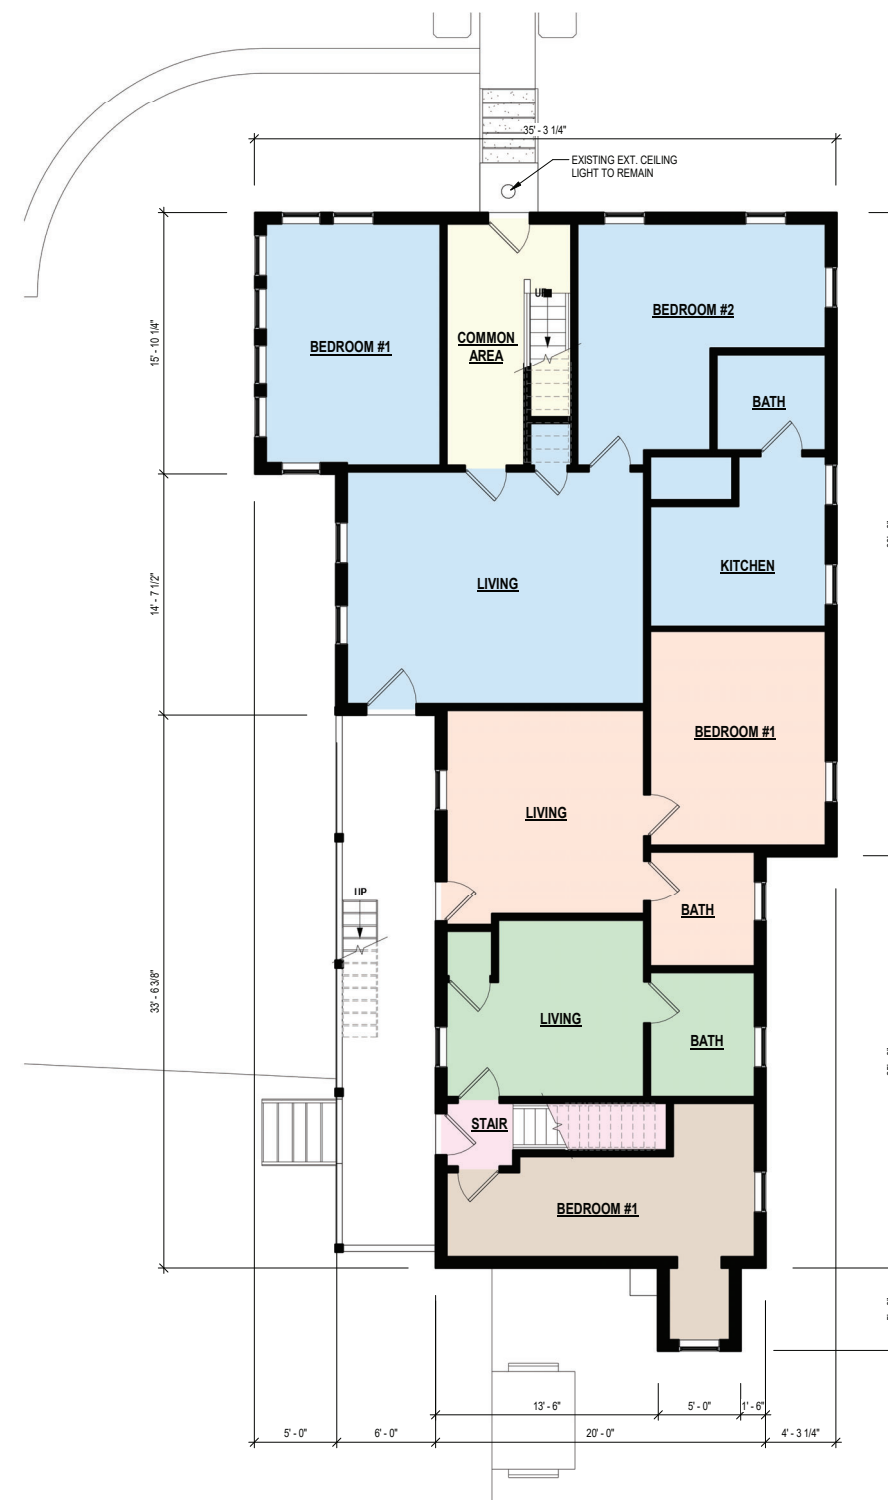 35' - 3 1/4"
EXISTING EXT. CEILING
LIGHT TO REMAIN
15' - 10 1/4"
UP
BEDROOM #2
COMMON
AREA
BEDROOM #1
BATH
14' - 7 1/2"
KITCHEN
LIVING
BEDROOM #1
LIVING
UP
BATH
33' - 6 3/8"
LIVING
BATH
STAIR
BEDROOM #1
13' - 6"
5' - 0"
1' - 6"
5' - 0"
6' - 0"
20' - 0"
4' - 3 1/4"